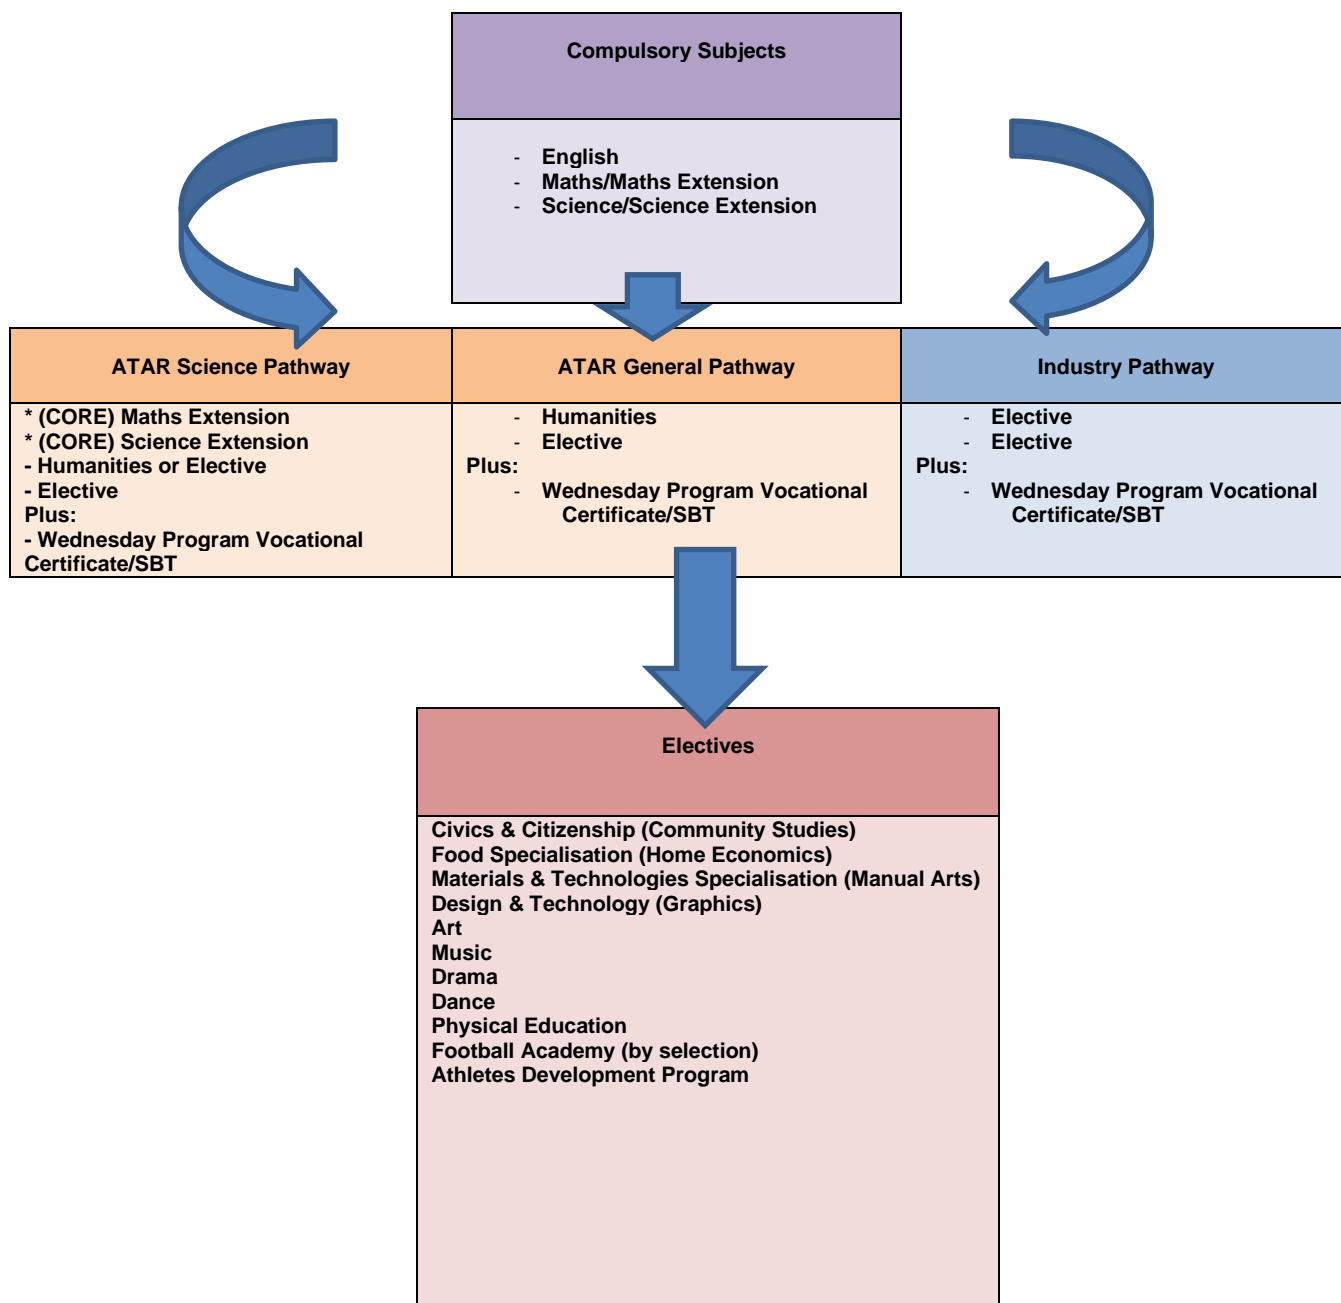 Compulsory Subjects
- English
- Maths/Maths Extension
- Science/Science Extension
ATAR Science Pathway
* (CORE) Maths Extension
* (CORE) Science Extension
- Humanities or Elective
- Elective
Plus:
- Wednesday Program Vocational
Certificate/SBT
ATAR General Pathway
- Humanities
- Elective
Plus:
- Wednesday Program Vocational
Certificate/SBT
Industry Pathway
- Elective
- Elective
Plus:
- Wednesday Program Vocational
Certificate/SBT
Electives
Civics & Citizenship (Community Studies)
Food Specialisation (Home Economics)
Materials & Technologies Specialisation (Manual Arts)
Design & Technology (Graphics)
Art
Music
Drama
Dance
Physical Education
Football Academy (by selection)
Athletes Development Program